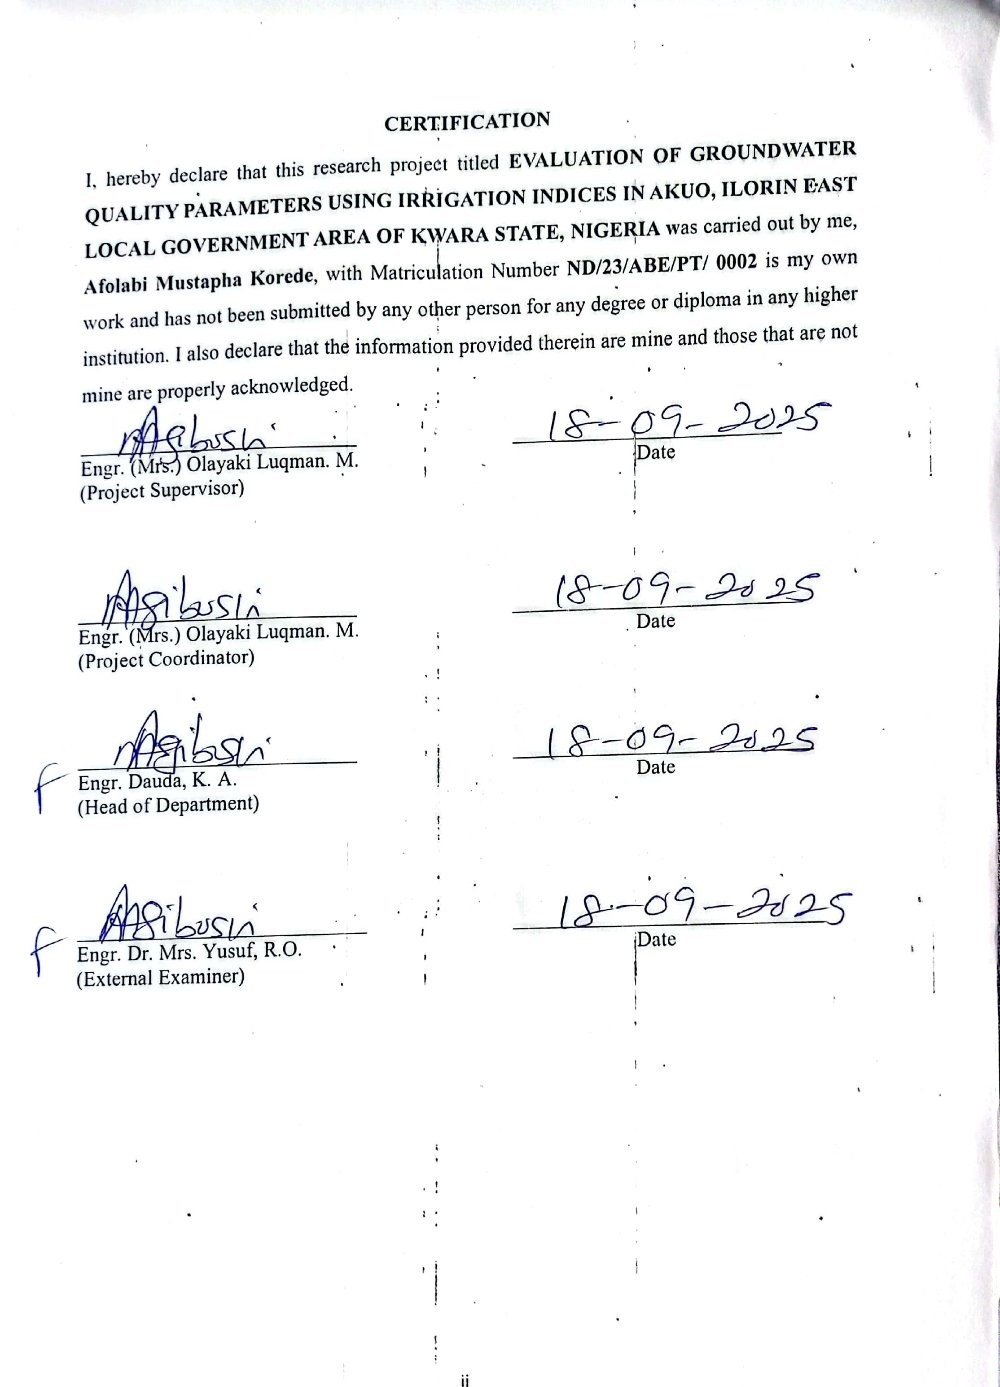 CERTIFICATION
I, hereby declare that this research project titled EVALUATION OF GROUNDWATER
QUALITY PARAMETERS USING IRRIGATION INDICES IN AKUO, ILORIN EAST
LOCAL GOVERNMENT AREA OF KWARA STATE, NIGERIA was carried out by me,
Afolabi Mustapha Korede, with Matriculation Number ND/23/ABE/PT/ 0002 is my own
work and has not been submitted by any other person for any degree or diploma in any higher
institution. I also declare that the information provided therein are mine and those that are not
mine are properly acknowledged.
18-09-2025
Engr. (Mrs.) Olayaki Luqman. M. Date
(Project Supervisor)
18-09-2025
Engr. (Mrs.) Olayaki Luqman. M. Date
(Project Coordinator)
18-09-2025
f Engr. Dauda, K. A. Date
(Head of Department)
18-09-2025
f Engr. Dr. Mrs. Yusuf, R.O. Date
(External Examiner)
ii